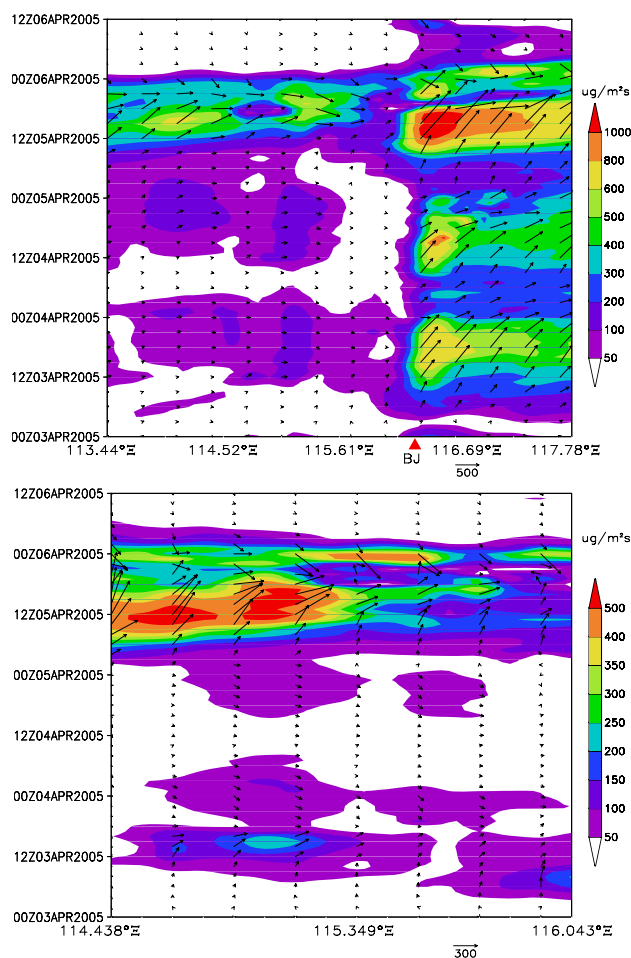 12Z06APR2005
00Z06APR2005
12Z05APR2005
00Z05APR2005
12Z04APR2005
00Z04APR2005
12Z03APR2005
00Z03APR2005
113.44°E 114.52°E 115.61°E 116.69°E 117.78°E
BJ
500
ug/m²s
1000
800
600
500
400
300
200
100
50
12Z06APR2005
00Z06APR2005
12Z05APR2005
00Z05APR2005
12Z04APR2005
00Z04APR2005
12Z03APR2005
00Z03APR2005
114.438°E 115.349°E 116.043°E
300
ug/m²s
500
400
350
300
250
200
150
100
50